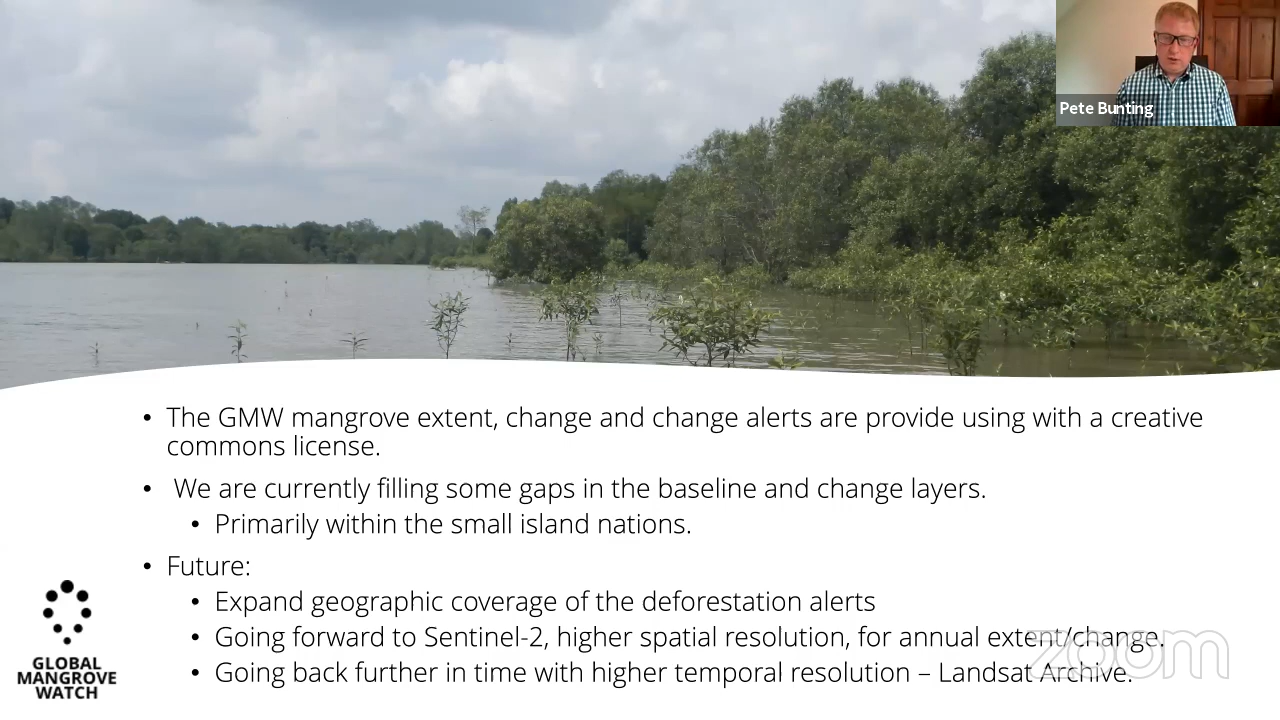 Pete Bunting
• The GMW mangrove extent, change and change alerts are provide using with a creative
commons license.
• We are currently filling some gaps in the baseline and change layers.
• Primarily within the small island nations.
• Future:
• Expand geographic coverage of the deforestation alerts
• Going forward to Sentinel-2, higher spatial resolution, for annual extent/change.
• Going back further in time with higher temporal resolution – Landsat Archive.
GLOBAL
MANGROVE
WATCH
zoom